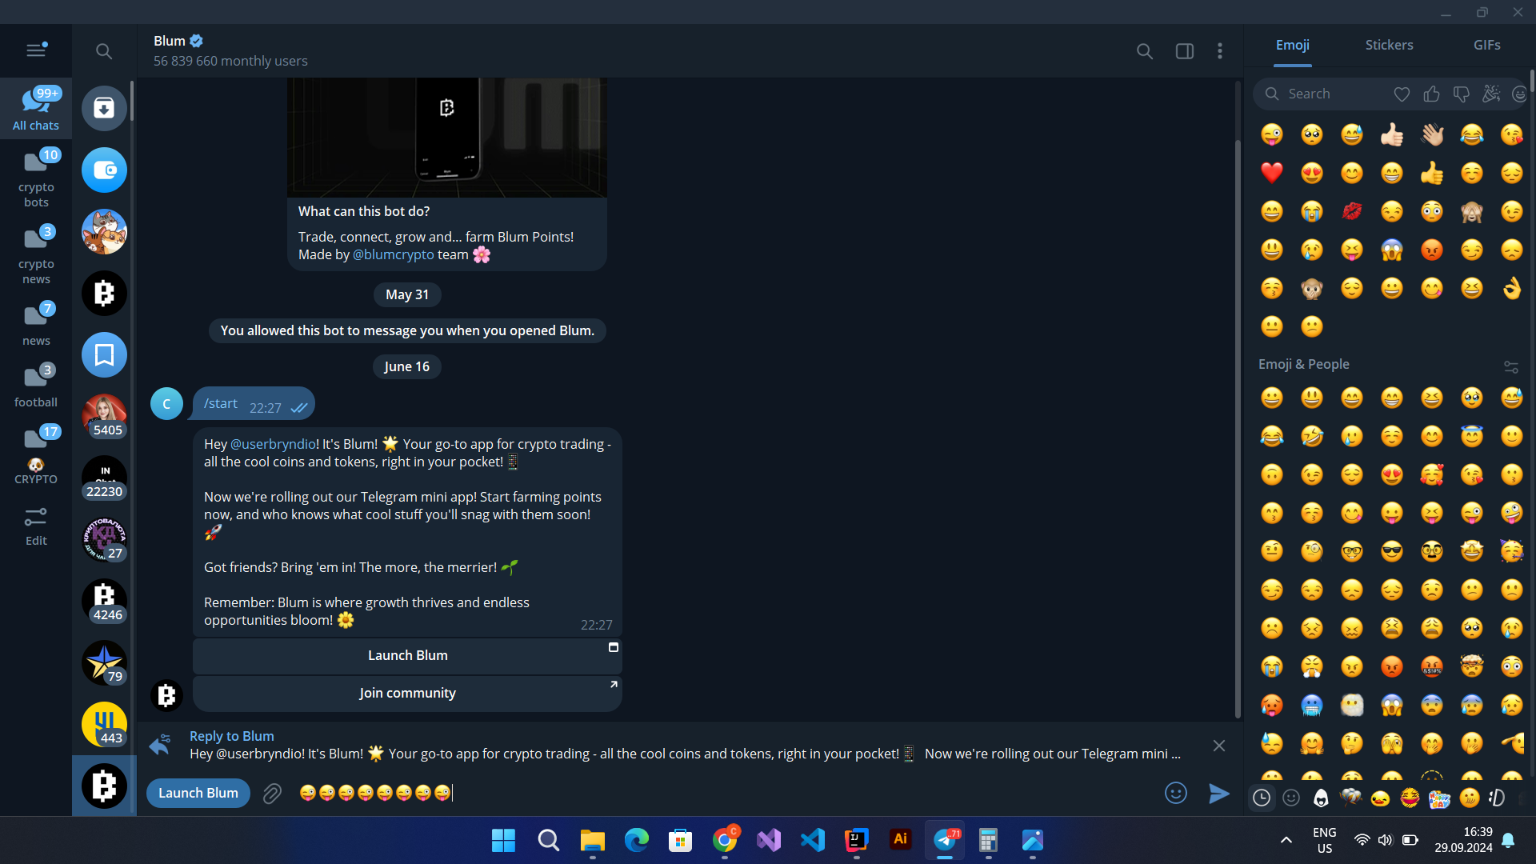 Blum
56 839 660 monthly users
99+
All chats
10
crypto
bots
3
crypto
news
7
news
3
football
17
CRYPTO
Edit
5405
IN
22230
КРИПТОВАЛЮТА
27
4246
79
443
What can this bot do?
Trade, connect, grow and... farm Blum Points!
Made by @blumcrypto team 🌸
May 31
You allowed this bot to message you when you opened Blum.
June 16
C
/start 22:27
Hey @userbryndio! It's Blum! 🌟 Your go-to app for crypto trading -
all the cool coins and tokens, right in your pocket! 📱
Now we're rolling out our Telegram mini app! Start farming points
now, and who knows what cool stuff you'll snag with them soon!
🚀
Got friends? Bring 'em in! The more, the merrier! 🌱
Remember: Blum is where growth thrives and endless
opportunities bloom! 🌼
22:27
Launch Blum
Join community
Reply to Blum
Hey @userbryndio! It's Blum! 🌟 Your go-to app for crypto trading - all the cool coins and tokens, right in your pocket! 📱 Now we're rolling out our Telegram mini ...
Launch Blum
😜😜😜😜😜😜😜😜
Emoji Stickers GIFs
Search
Emoji & People
C
IJ
Ai
71
ENG
US
16:39
29.09.2024